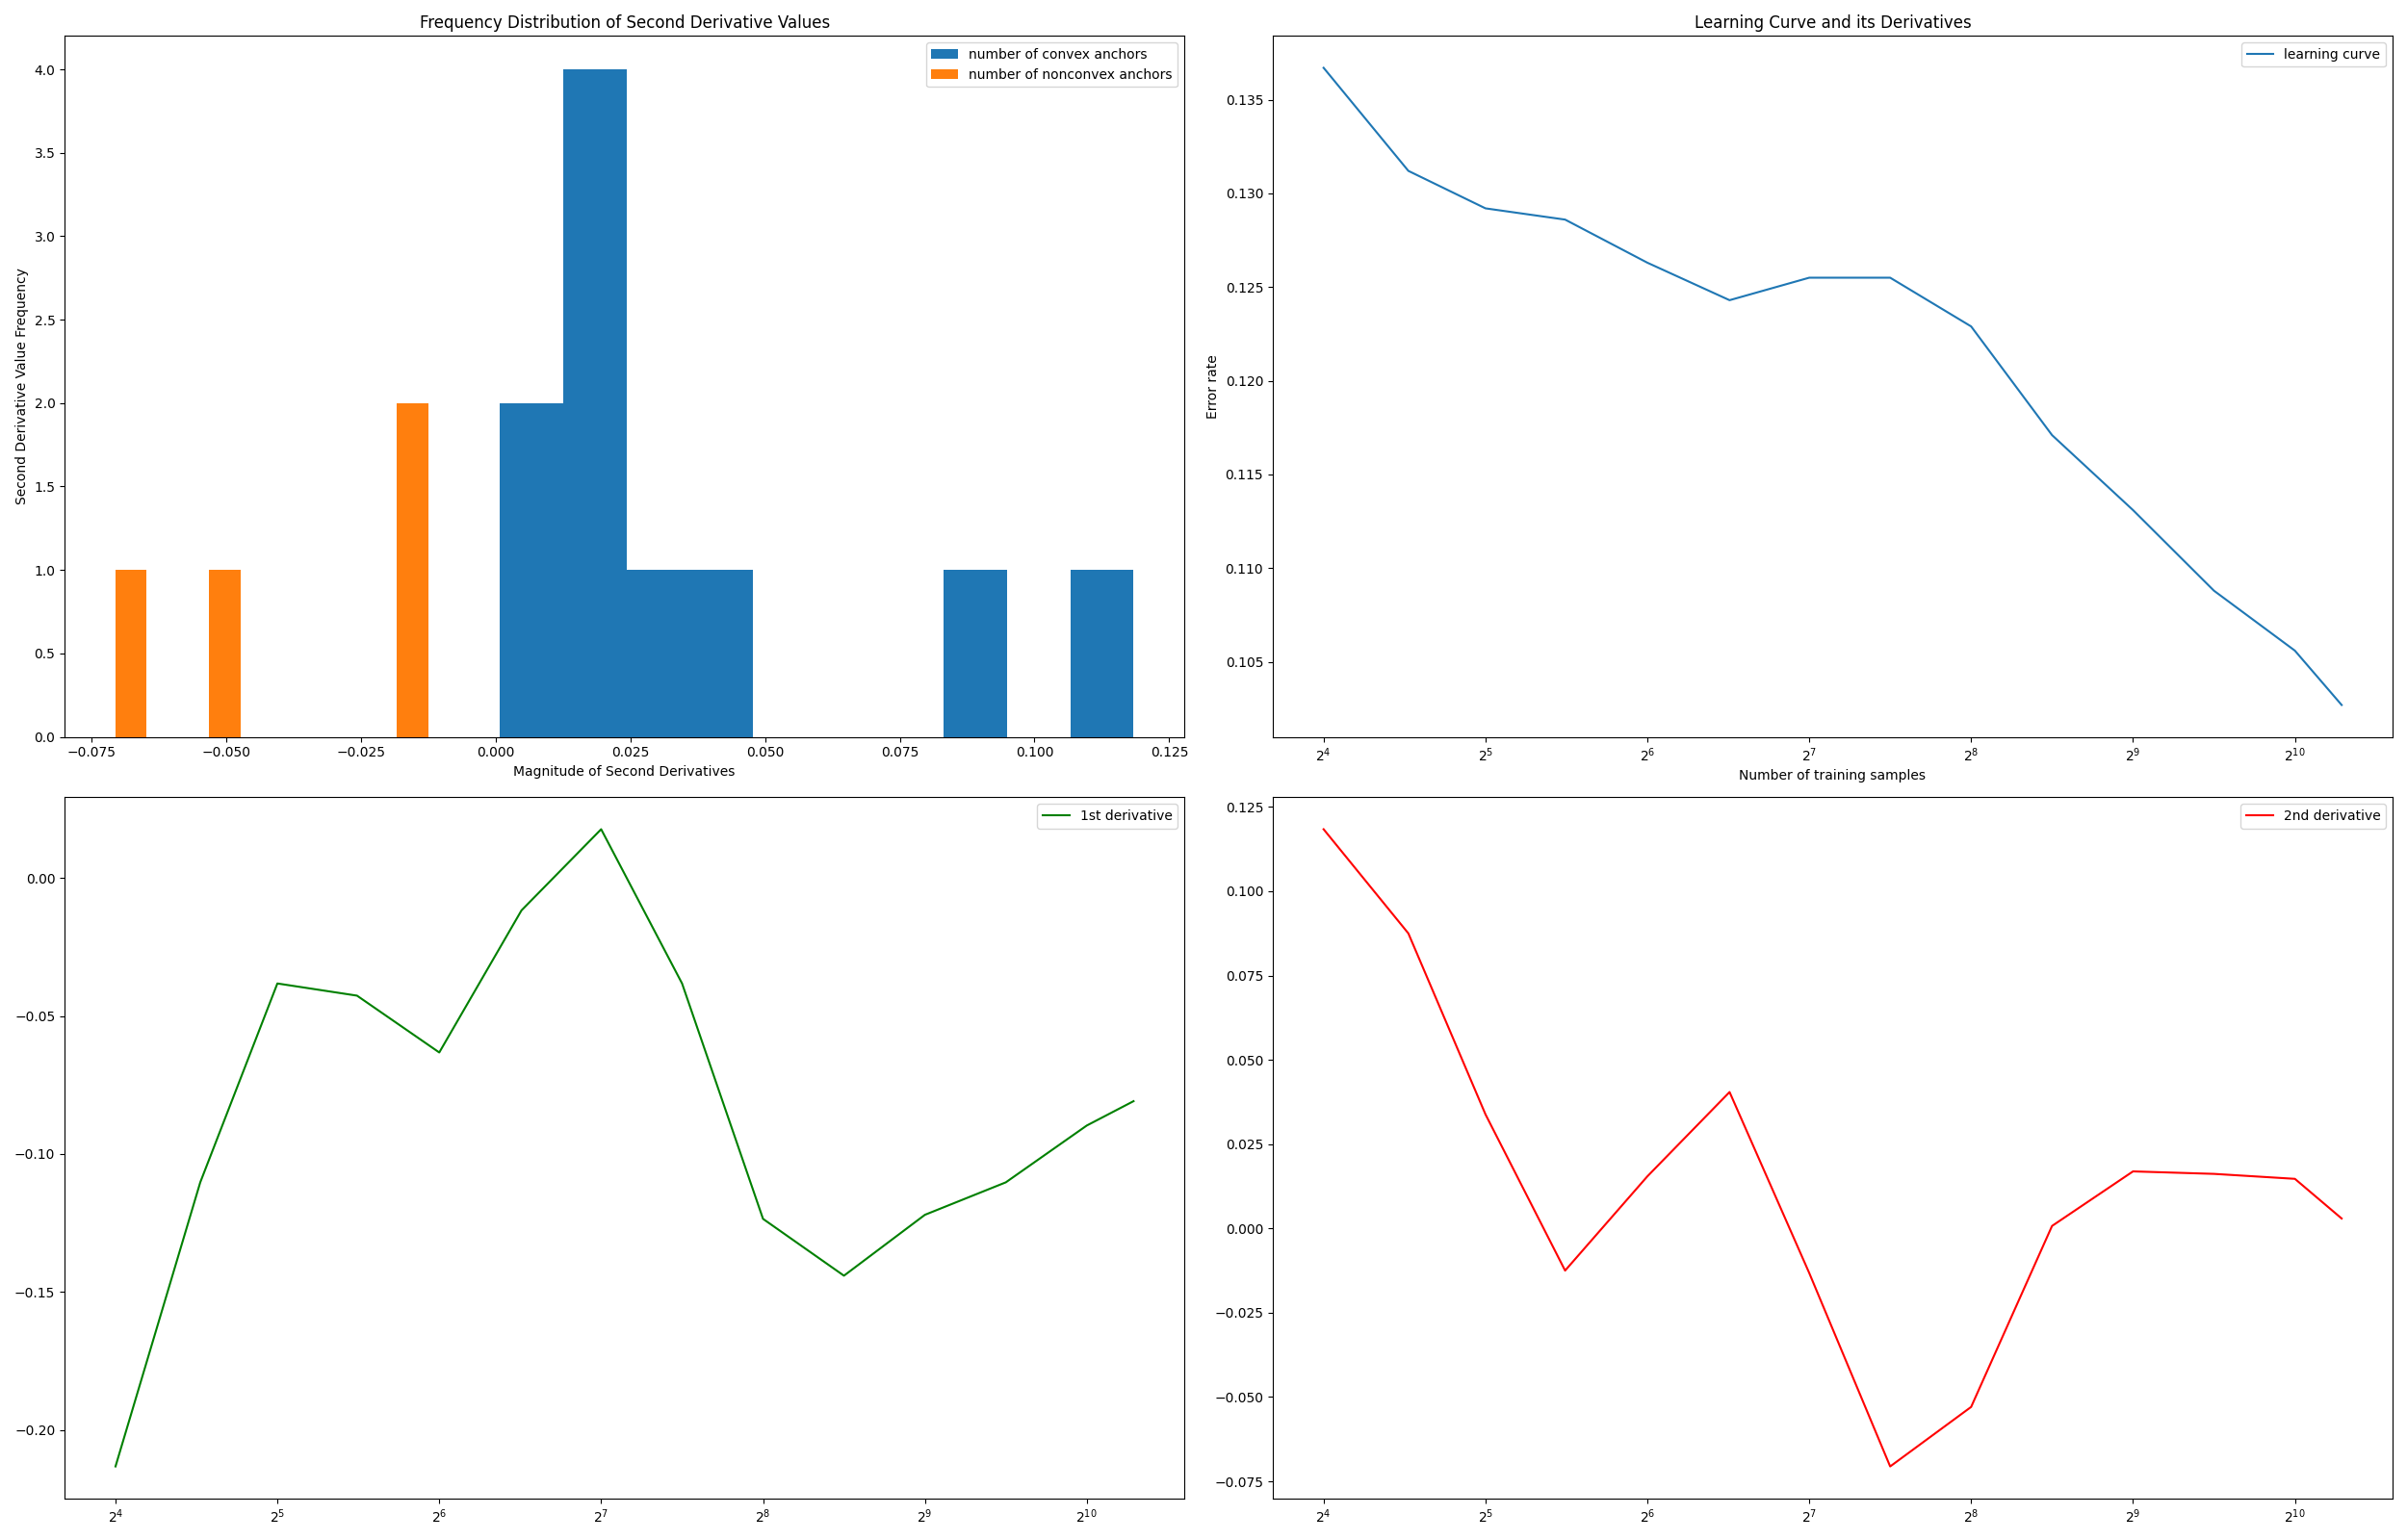 Frequency Distribution of Second Derivative Values
number of convex anchors
number of nonconvex anchors
4.0
3.5
3.0
2.5
2.0
1.5
1.0
0.5
0.0
Second Derivative Value Frequency
−0.075 −0.050 −0.025 0.000 0.025 0.050 0.075 0.100 0.125
Magnitude of Second Derivatives
Learning Curve and its Derivatives
learning curve
0.135
0.130
0.125
0.120
0.115
0.110
0.105
Error rate
2⁴ 2⁵ 2⁶ 2⁷ 2⁸ 2⁹ 2¹⁰
Number of training samples
1st derivative
0.00
−0.05
−0.10
−0.15
−0.20
2⁴ 2⁵ 2⁶ 2⁷ 2⁸ 2⁹ 2¹⁰
2nd derivative
0.125
0.100
0.075
0.050
0.025
0.000
−0.025
−0.050
−0.075
2⁴ 2⁵ 2⁶ 2⁷ 2⁸ 2⁹ 2¹⁰